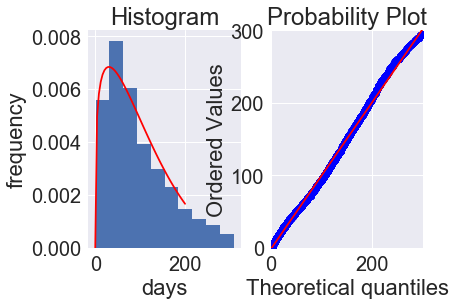 Histogram
0.008
0.006
0.004
0.002
0.000
frequency
0
200
days
Probability Plot
300
200
100
0
Ordered Values
0
200
Theoretical quantiles